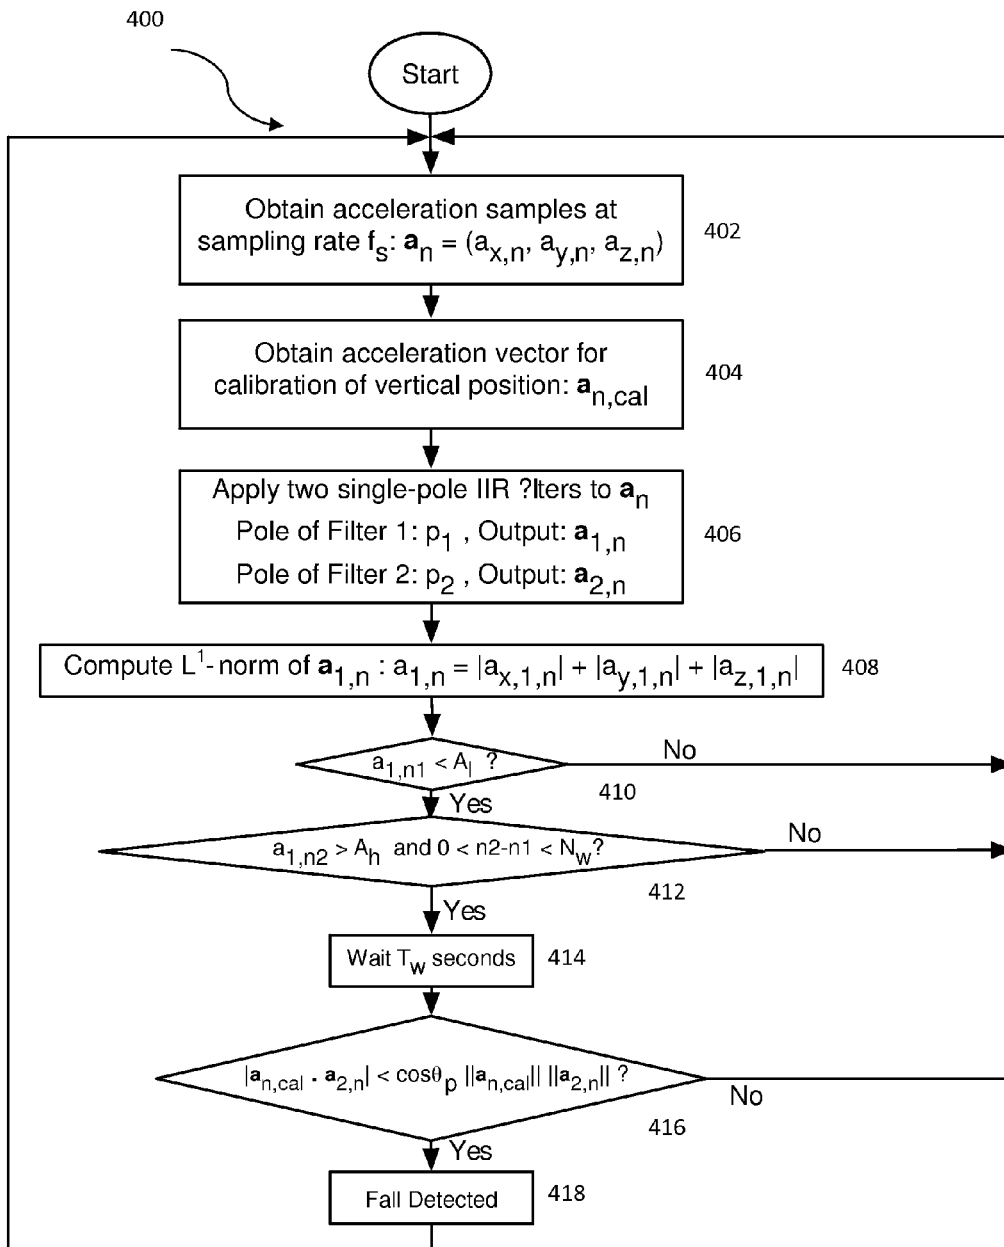 400
Start
Obtain acceleration samples at
sampling rate fs: an = (ax,n, ay,n, az,n)
402
Obtain acceleration vector for
calibration of vertical position: an,cal
404
Apply two single-pole IIR ?lters to an
Pole of Filter 1: p1 , Output: a1,n
Pole of Filter 2: p2 , Output: a2,n
406
Compute L¹-norm of a1,n : a1,n = |ax,1,n| + |ay,1,n| + |az,1,n|
408
a1,n1 < Al ?
No
410
Yes
a1,n2 > Ah and 0 < n2-n1 < Nw?
No
412
Yes
Wait Tw seconds
414
|an,cal . a2,n| < cosθp ||an,cal|| ||a2,n|| ?
No
416
Yes
Fall Detected
418